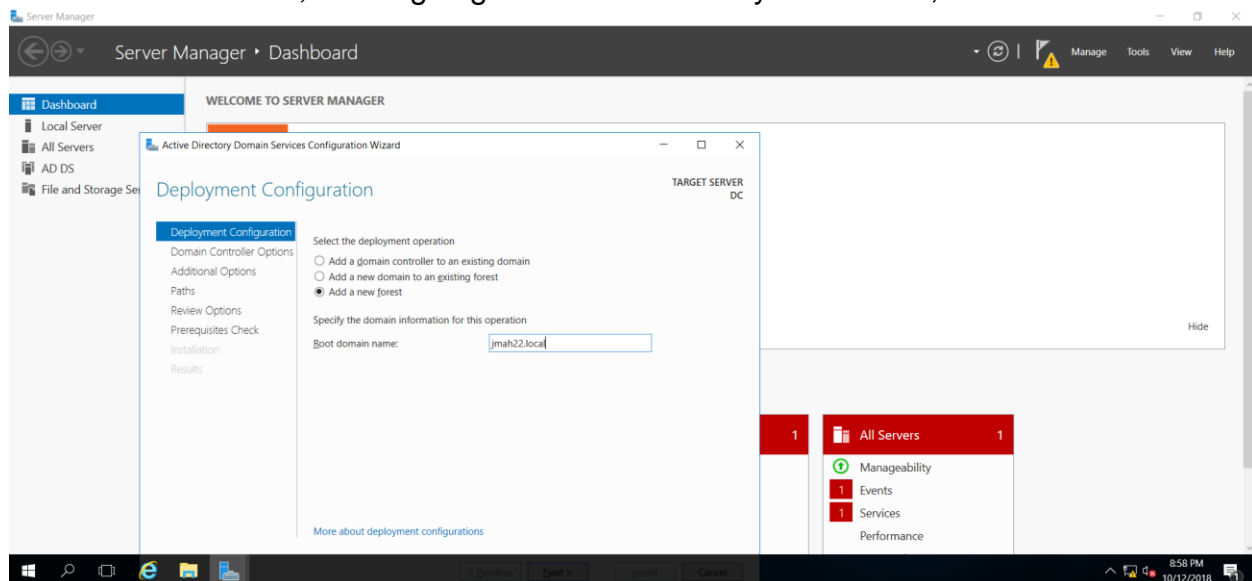 Server Manager
Server Manager • Dashboard
Manage Tools View Help
Dashboard
Local Server
All Servers
AD DS
File and Storage Ser
WELCOME TO SERVER MANAGER
Active Directory Domain Services Configuration Wizard
Deployment Configuration
TARGET SERVER
DC
Deployment Configuration
Domain Controller Options
Additional Options
Paths
Review Options
Prerequisites Check
Installation
Results
Select the deployment operation
Add a domain controller to an existing domain
Add a new domain to an existing forest
Add a new forest
Specify the domain information for this operation
Root domain name: jmah22.local
More about deployment configurations
< Previous Next > Install Cancel
Hide
1
All Servers 1
Manageability
1 Events
1 Services
Performance
8:58 PM
10/12/2018